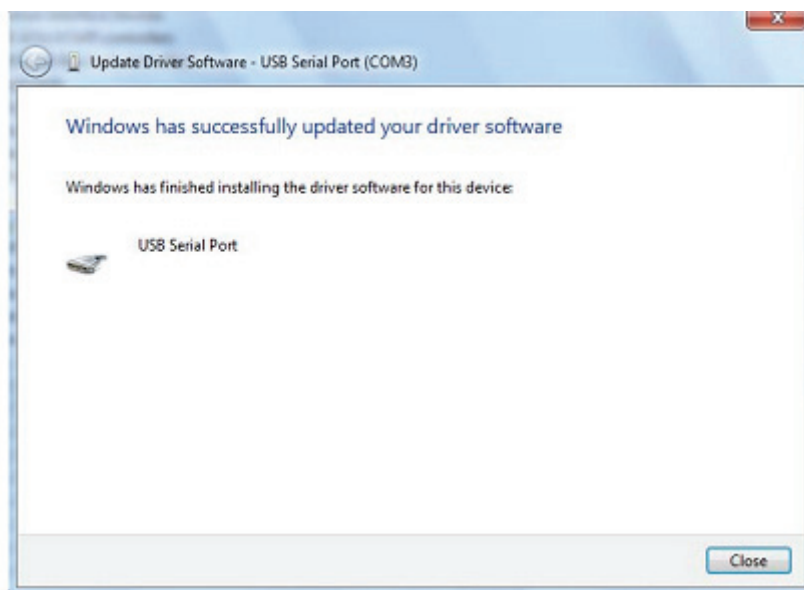 Update Driver Software - USB Serial Port (COM3)
Windows has successfully updated your driver software
Windows has finished installing the driver software for this device:
USB Serial Port
Close